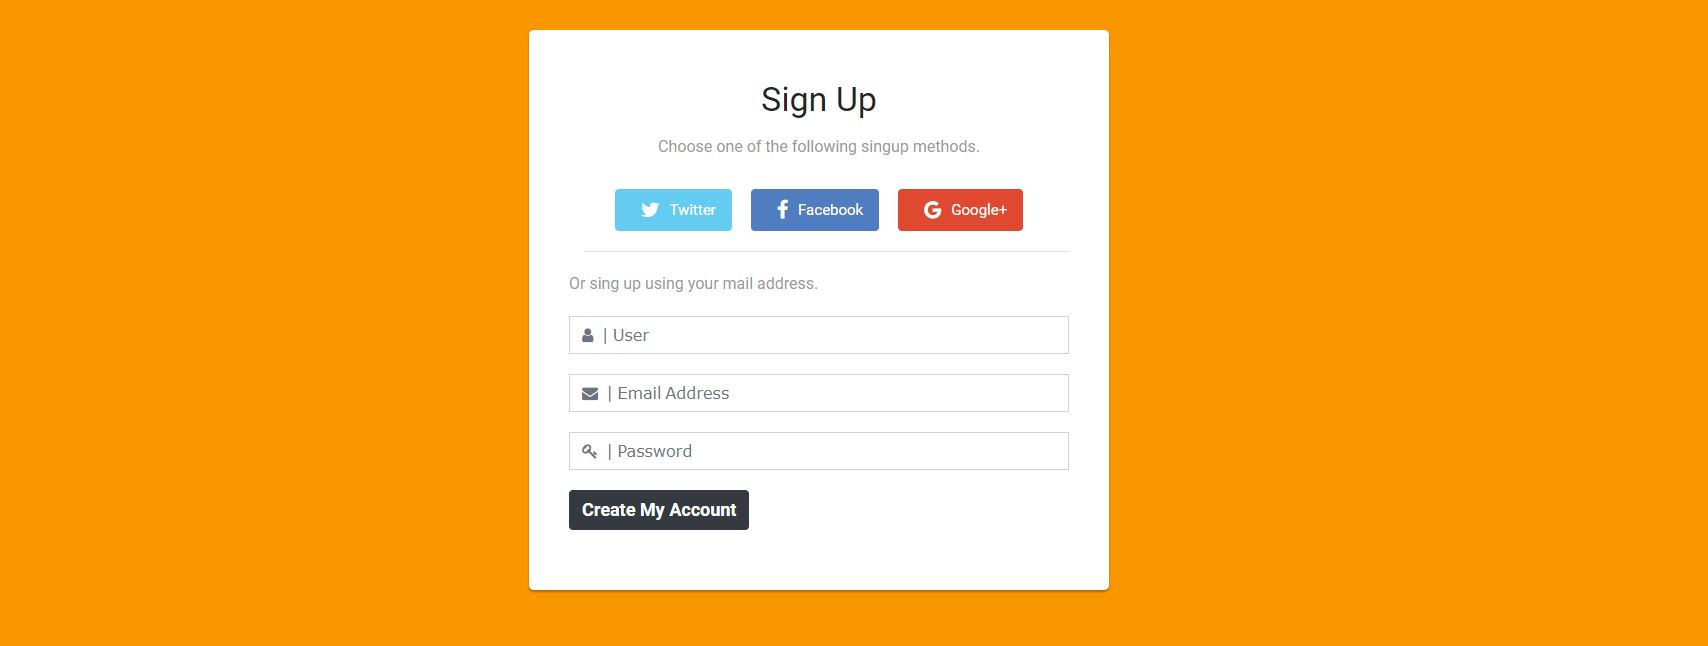 Sign Up
Choose one of the following singup methods.
Twitter Facebook Google+
Or sing up using your mail address.
| User
| Email Address
| Password
Create My Account